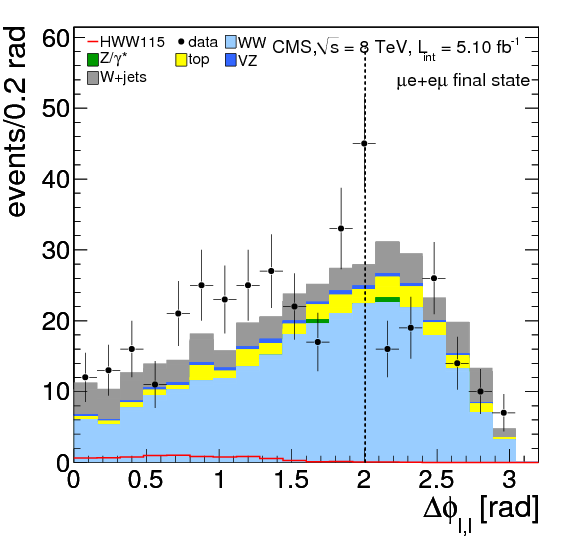 HWW115 data WW CMS,√s = 8 TeV, L_int = 5.10 fb⁻¹
Z/γ* top VZ
W+jets
μe+eμ final state
events/0.2 rad
60
50
40
30
20
10
0
0 0.5 1 1.5 2 2.5 3
Δϕ_l,l [rad]